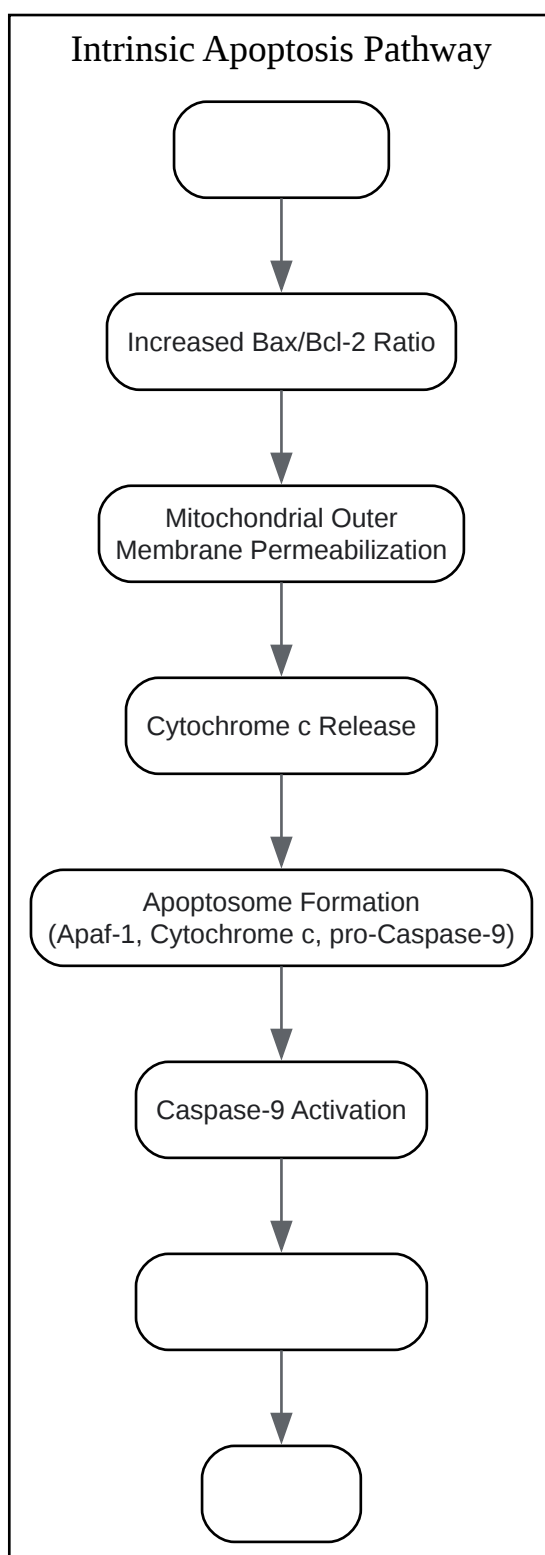 Intrinsic Apoptosis Pathway
Increased Bax/Bcl-2 Ratio
Mitochondrial Outer
Membrane Permeabilization
Cytochrome c Release
Apoptosome Formation
(Apaf-1, Cytochrome c, pro-Caspase-9)
Caspase-9 Activation